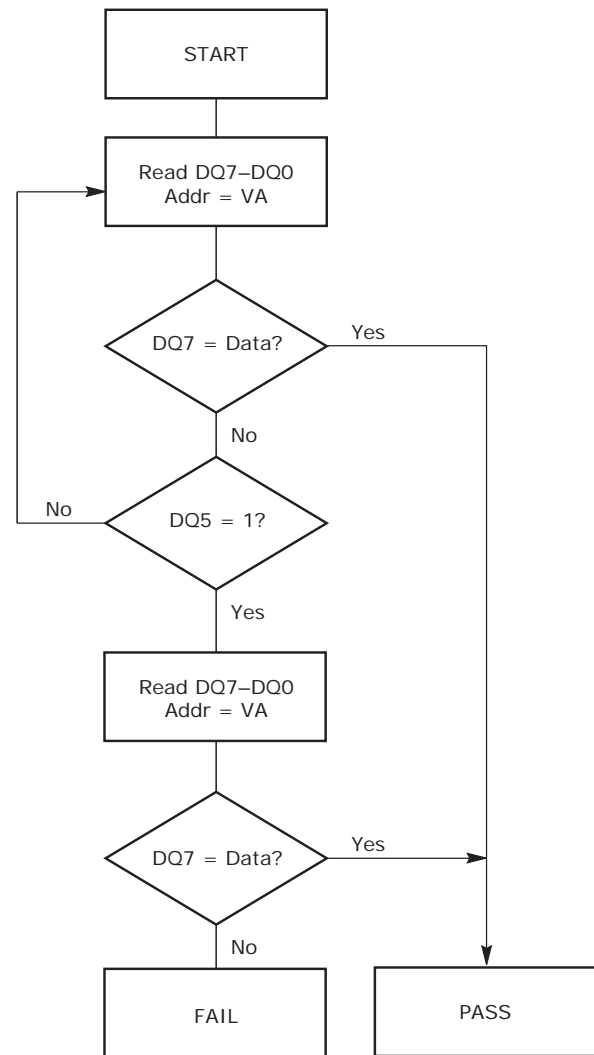 START
Read DQ7–DQ0
Addr = VA
DQ7 = Data?
Yes
No
No
DQ5 = 1?
Yes
Read DQ7–DQ0
Addr = VA
DQ7 = Data?
Yes
No
FAIL
PASS